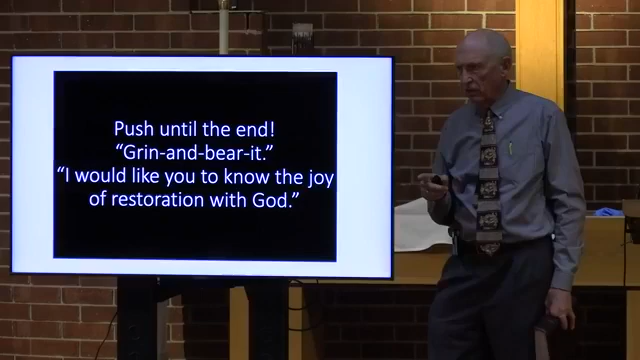 Push until the end!
“Grin-and-bear-it.”
“I would like you to know the joy
of restoration with God.”